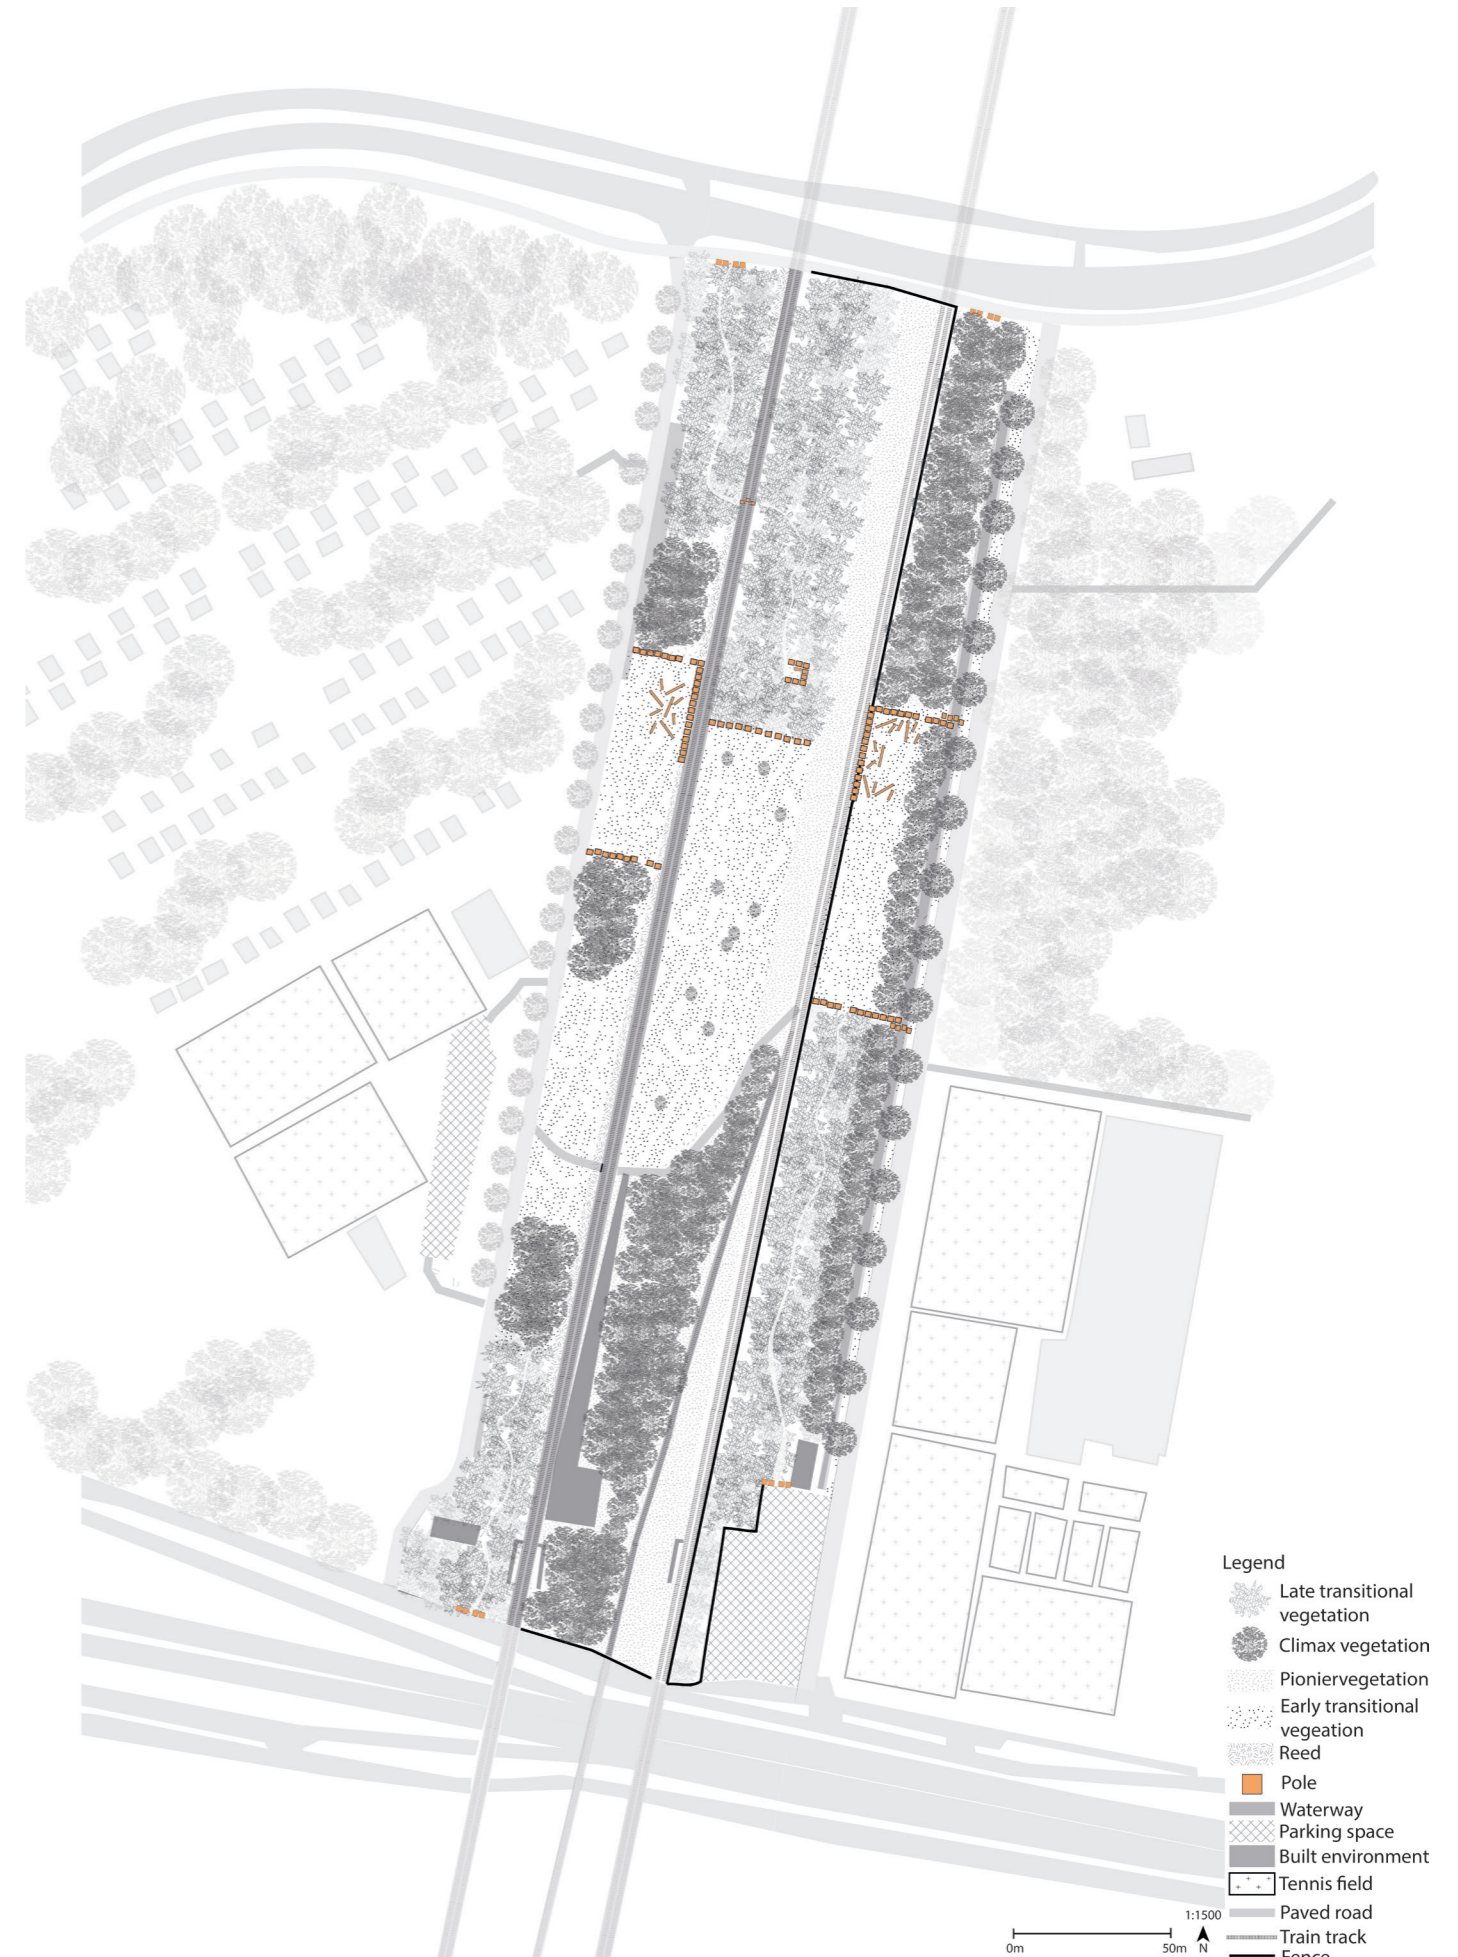 Legend
Late transitional
vegetation
Climax vegetation
Pioniervegetation
Early transitional
vegeation
Reed
Pole
Waterway
Parking space
Built environment
Tennis field
Paved road
Train track
Fence
1:1500
0m
50m
N